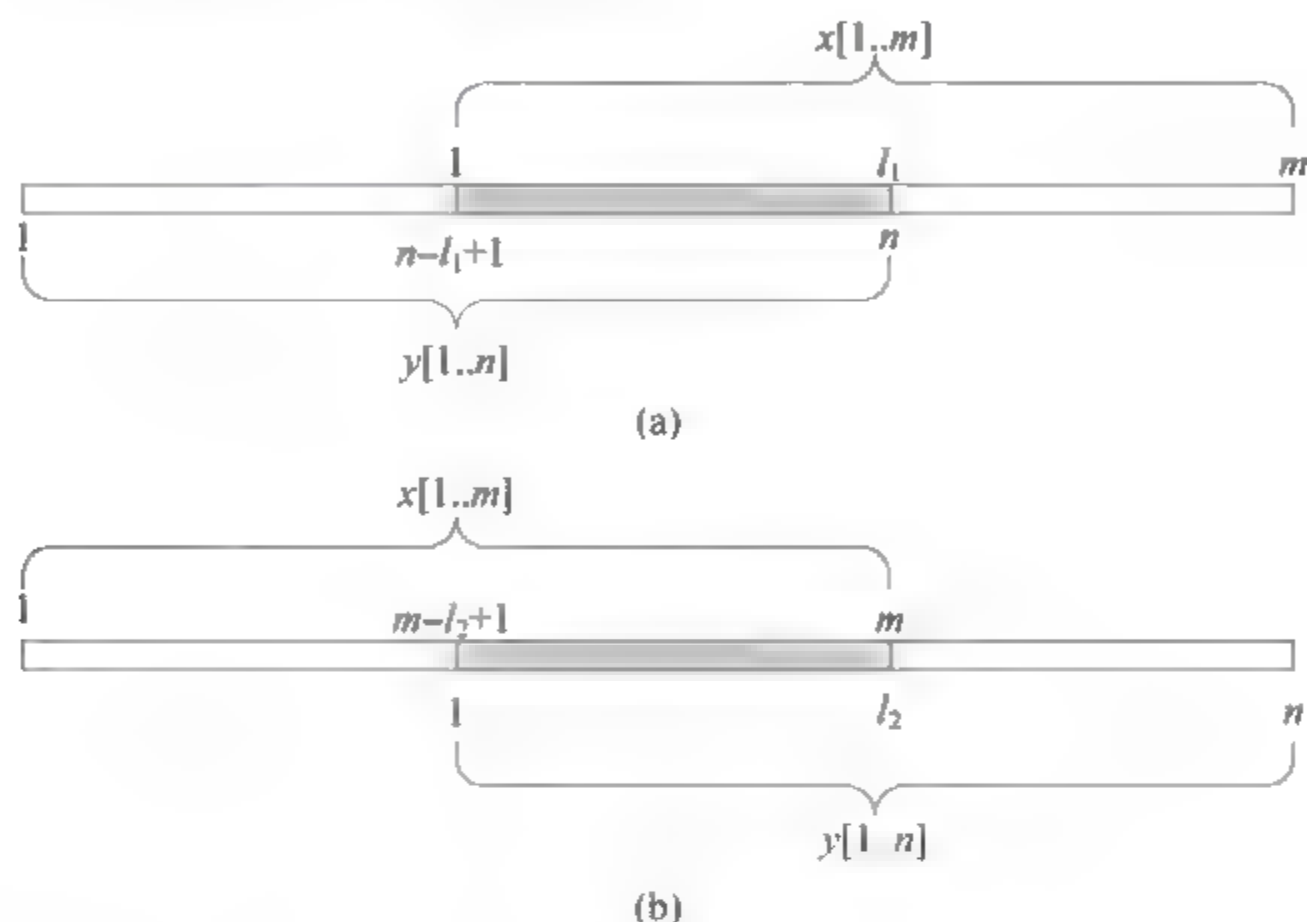 x[1..m]
1 l₁ m
1 n−l₁+1 n
y[1..n]
(a)
x[1..m]
1 m−l₂+1 m
1 l₂ n
y[1 n]
(b)